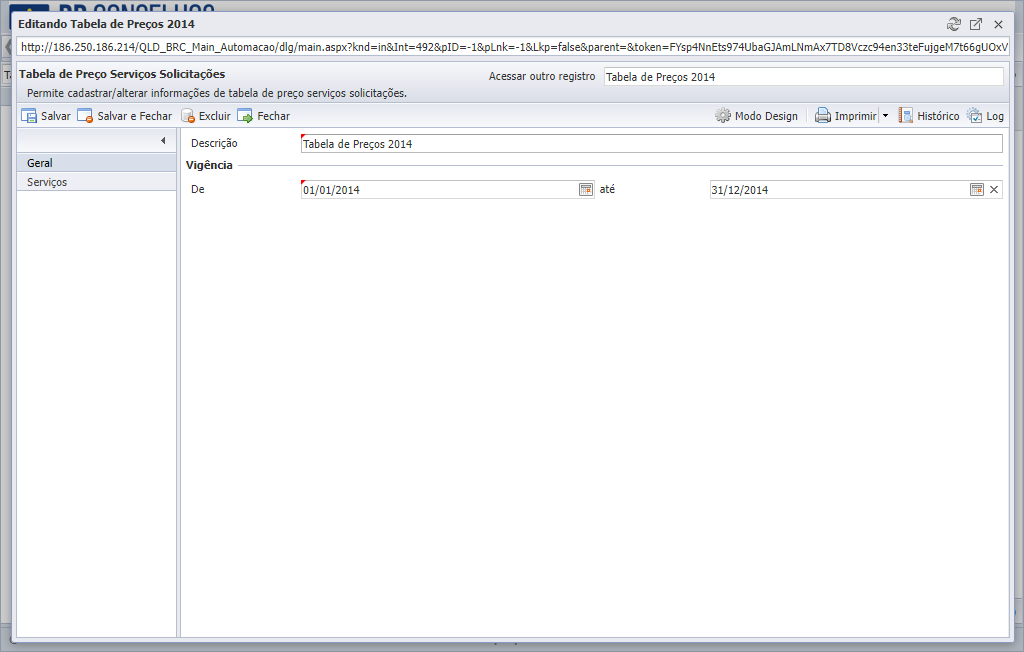 Editando Tabela de Preços 2014
http://186.250.186.214/QLD_BRC_Main_Automacao/dlg/main.aspx?knd=in&Int=492&pID=-1&pLnk=-1&Lkp=false&parent=&token=FYsp4NnEts974UbaGJAmLNmAx7TD8Vczc94en33teFujgeM7t66gUOxV
Tabela de Preço Serviços Solicitações
Acessar outro registro Tabela de Preços 2014
Permite cadastrar/alterar informações de tabela de preço serviços solicitações.
Salvar Salvar e Fechar Excluir Fechar Modo Design Imprimir Histórico Log
Descrição Tabela de Preços 2014
Geral
Vigência
Serviços
De 01/01/2014 até 31/12/2014